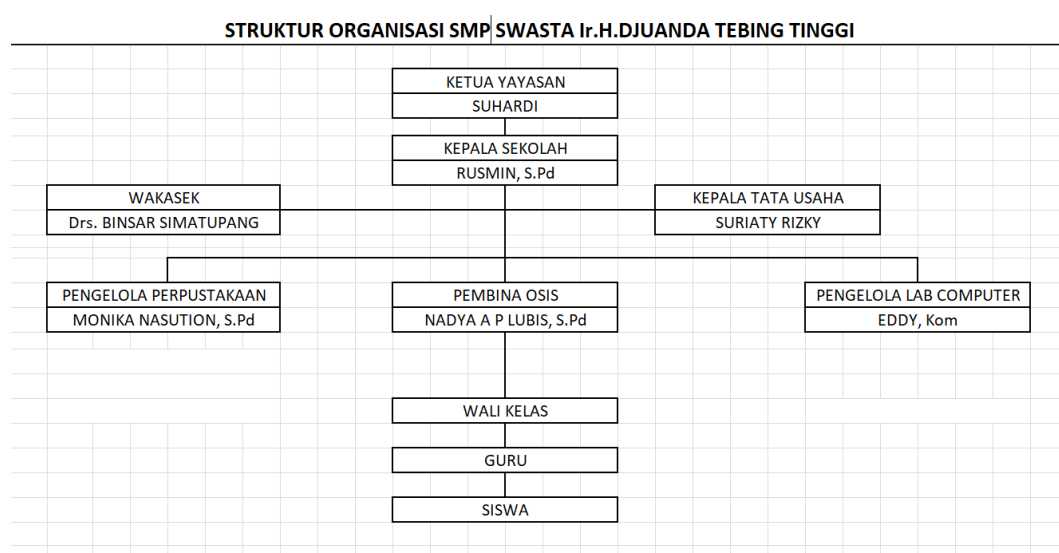 STRUKTUR ORGANISASI SMP SWASTA Ir.H.DJUANDA TEBING TINGGI
KETUA YAYASAN
SUHARDI
KEPALA SEKOLAH
RUSMIN, S.Pd
WAKASEK
Drs. BINSAR SIMATUPANG
KEPALA TATA USAHA
SURIATY RIZKY
PENGELOLA PERPUSTAKAAN
MONIKA NASUTION, S.Pd
PEMBINA OSIS
NADYA A P LUBIS, S.Pd
PENGELOLA LAB COMPUTER
EDDY, Kom
WALI KELAS
GURU
SISWA